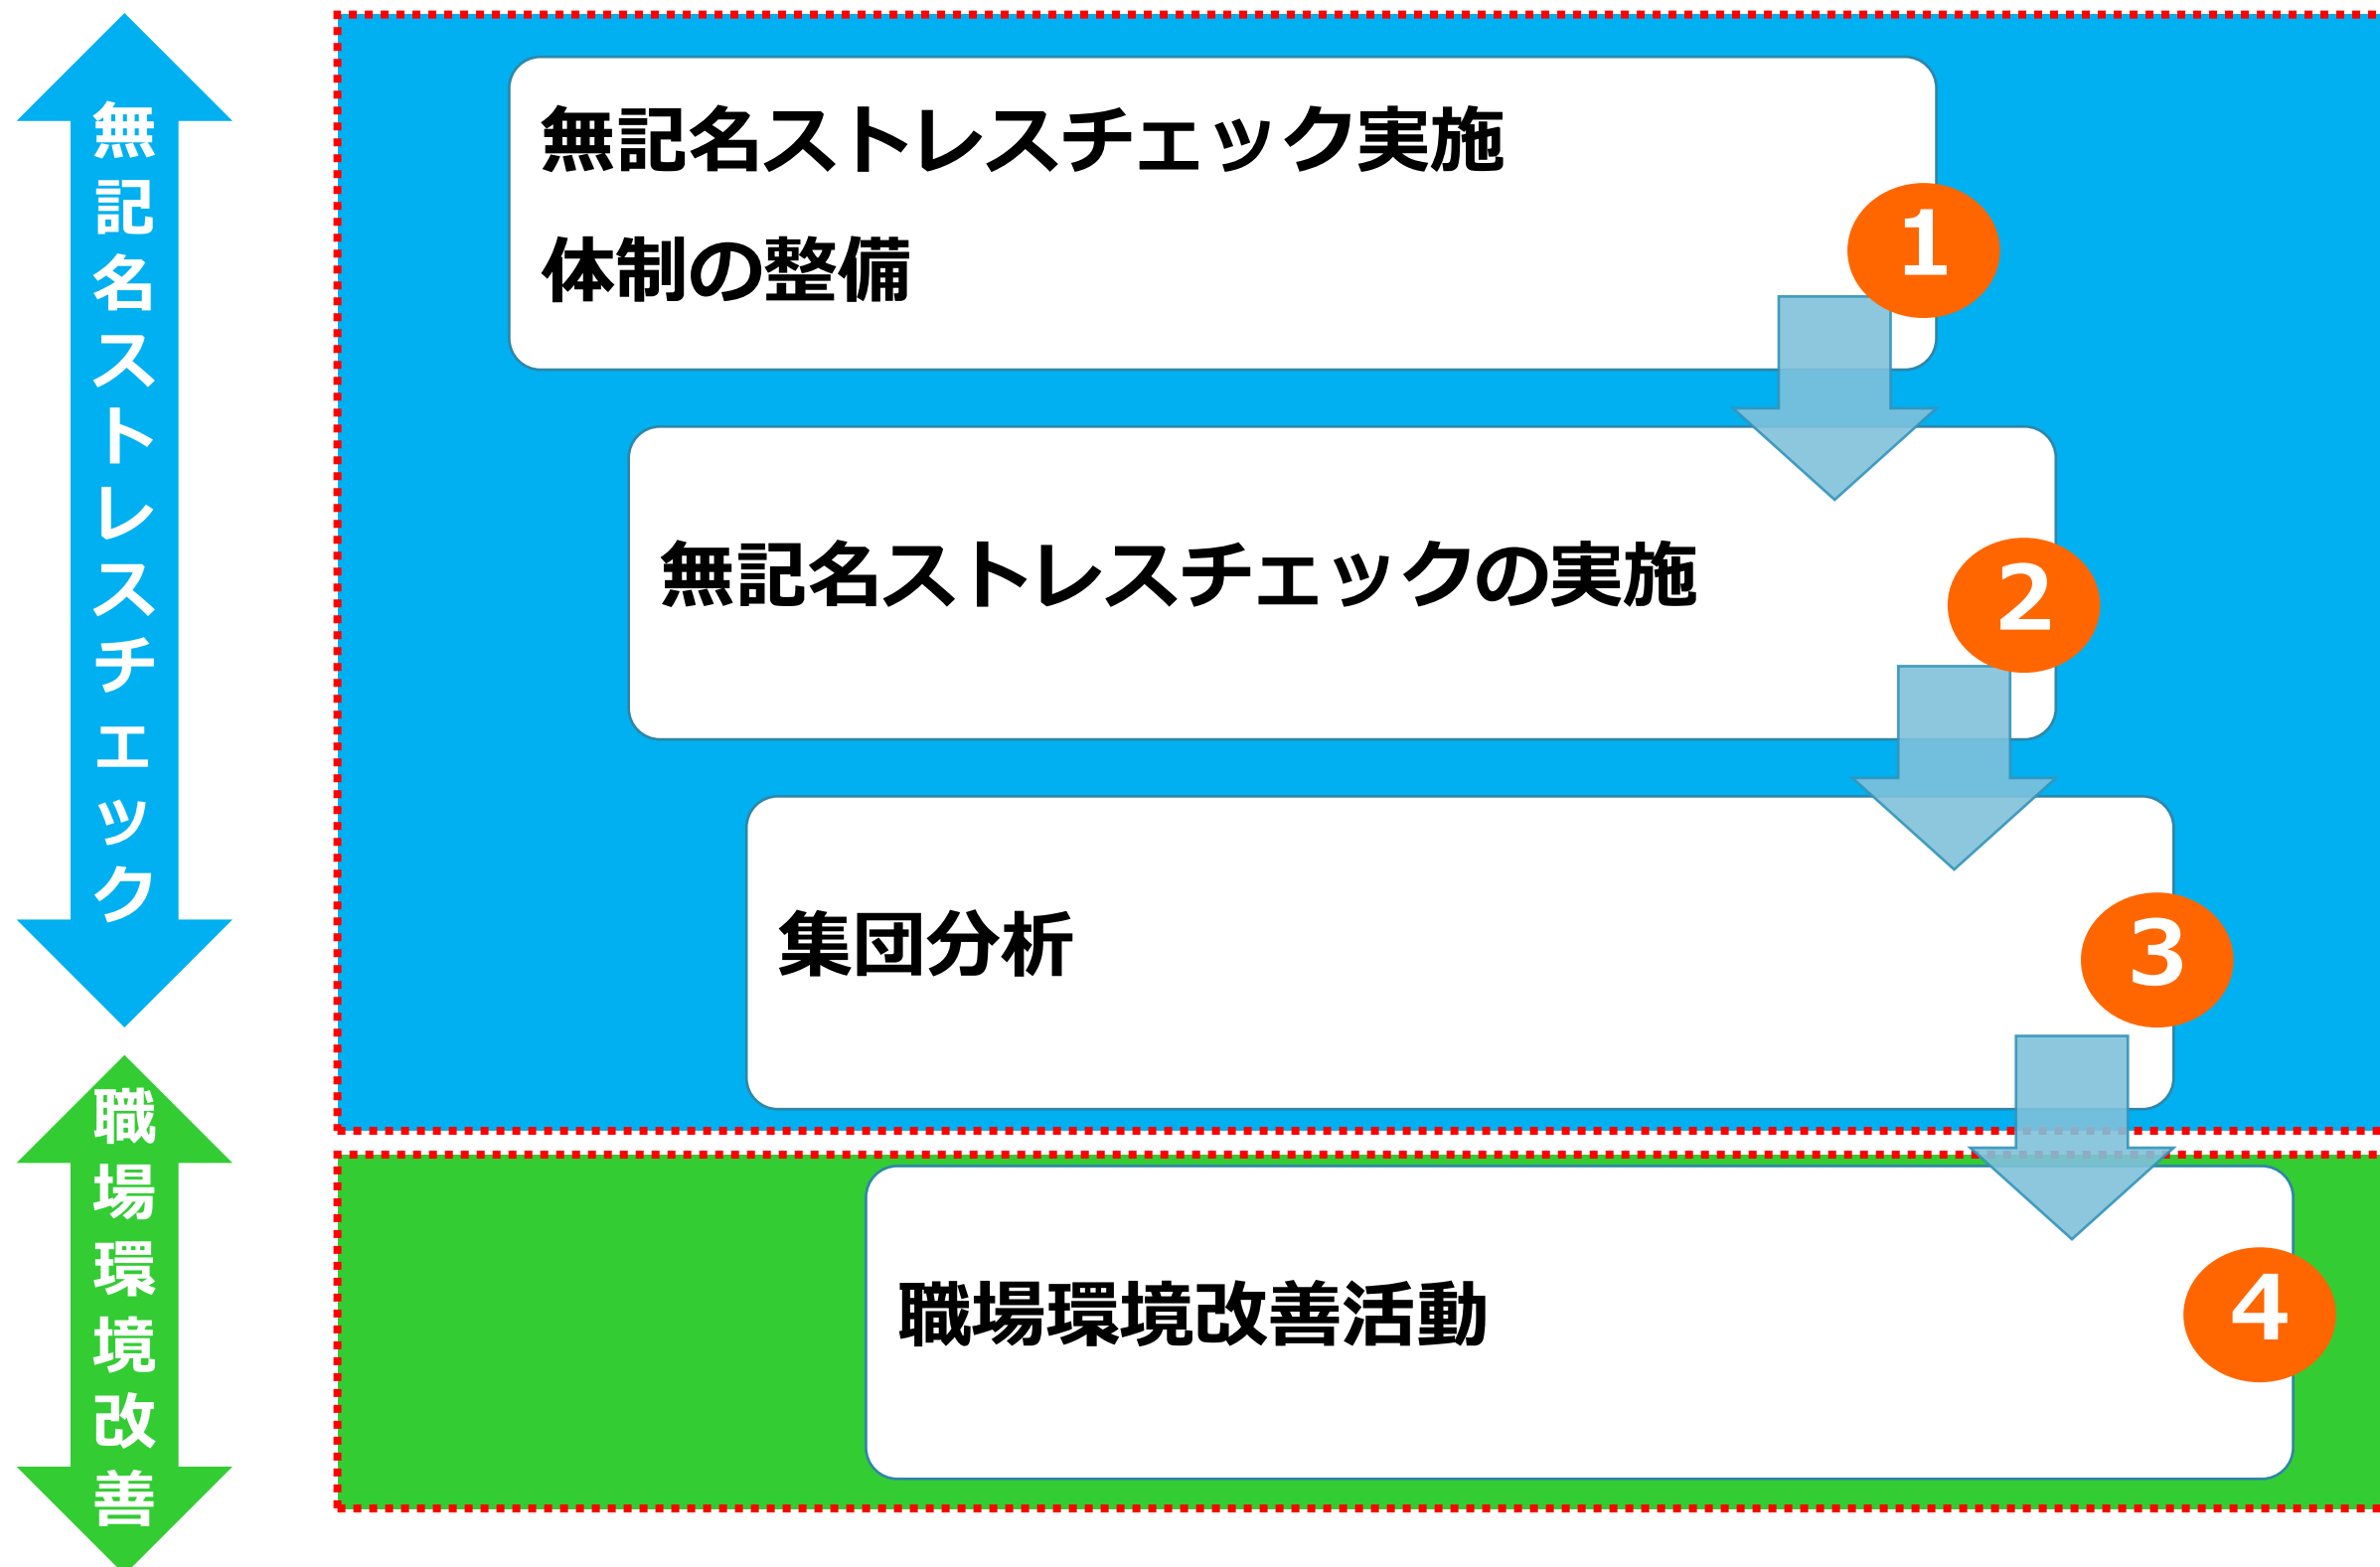 無記名ストレスチェック
無記名ストレスチェック実施
体制の整備
1
無記名ストレスチェックの実施
2
集団分析
3
職場環境改善
職場環境改善活動
4